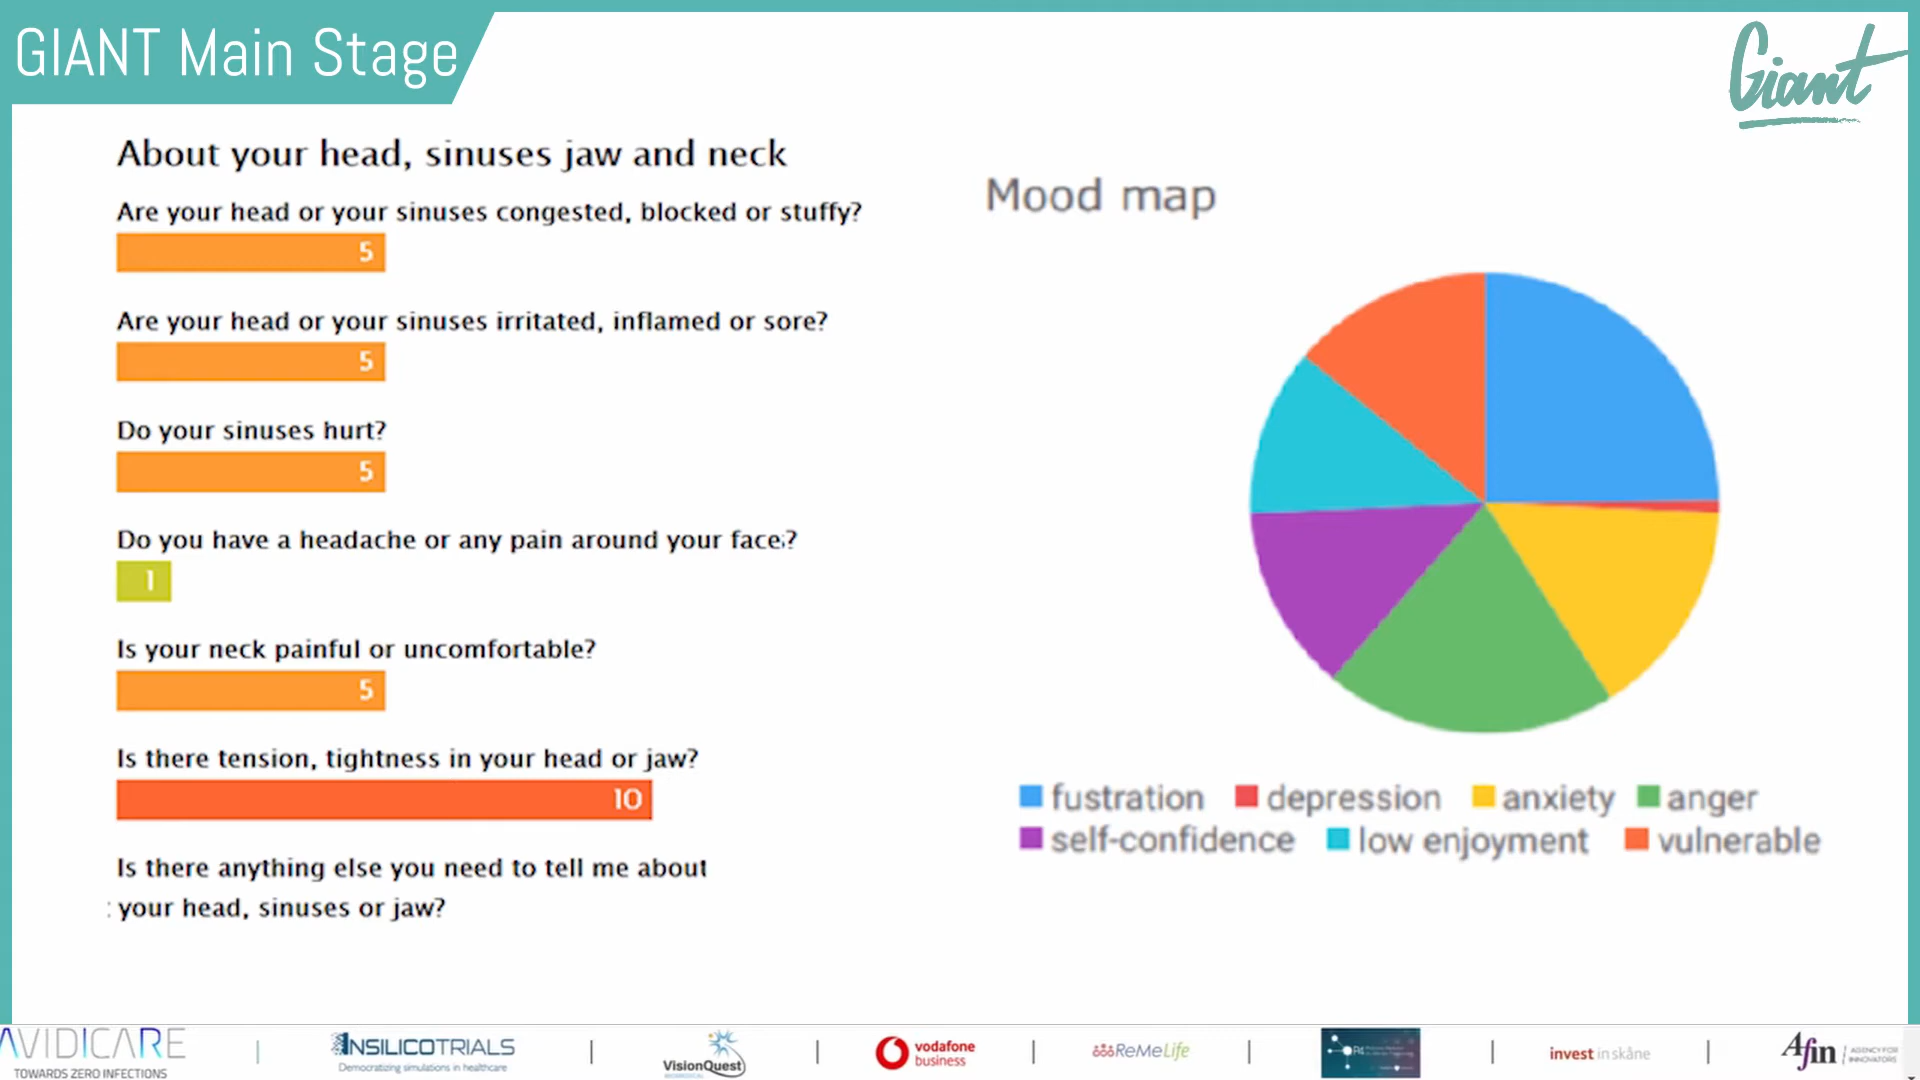 GIANT Main Stage
Giant
About your head, sinuses jaw and neck
Are your head or your sinuses congested, blocked or stuffy?
5
Are your head or your sinuses irritated, inflamed or sore?
5
Do your sinuses hurt?
5
Do you have a headache or any pain around your face?
1
Is your neck painful or uncomfortable?
5
Is there tension, tightness in your head or jaw?
10
Is there anything else you need to tell me about
your head, sinuses or jaw?
Mood map
fustration depression anxiety anger
self-confidence low enjoyment vulnerable
AVIDICARE
TOWARDS ZERO INFECTIONS
INSILICOTRIALS
Democratizing simulations in healthcare
VisionQuest
vodafone
business
ReMeLife
P4
invest in skåne
Afin
AGENCY FOR
INNOVATORS